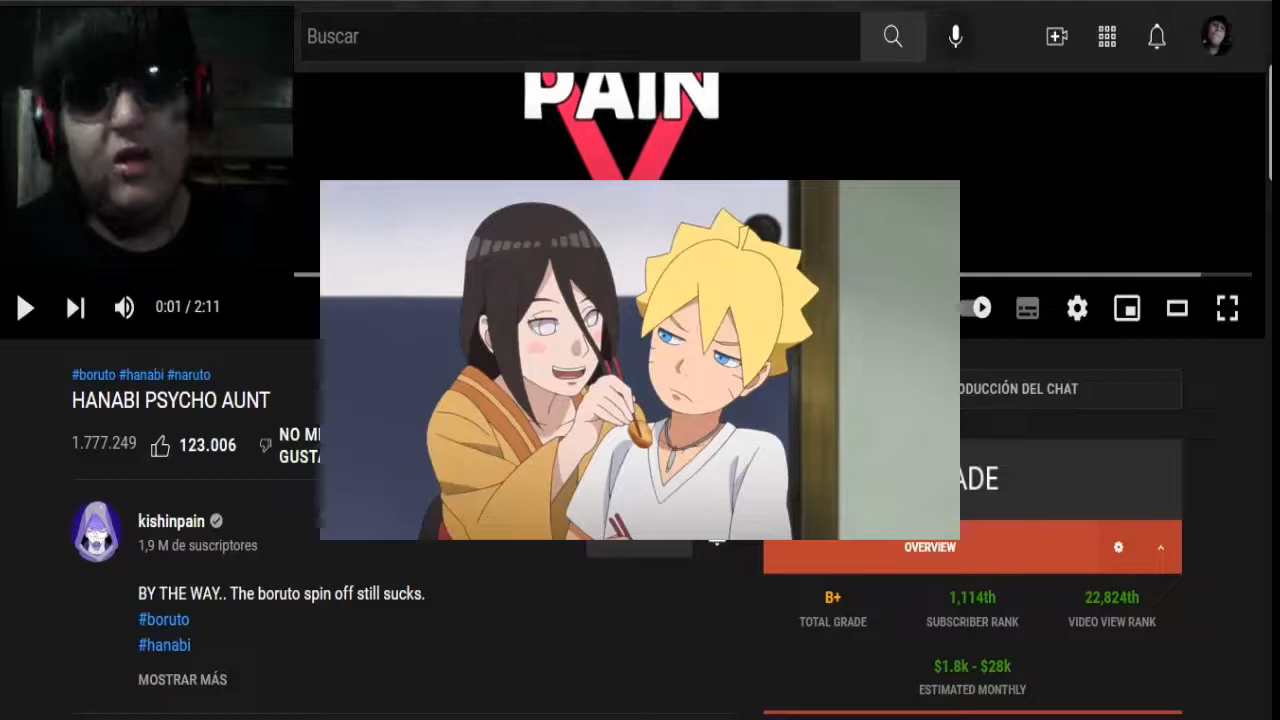 Buscar
PAIN
0:01 / 2:11
#boruto #hanabi #naruto
HANABI PSYCHO AUNT
1.777.249
123.006
NO
GUSTA
kishinpain
1,9 M de suscriptores
BY THE WAY.. The boruto spin off still sucks.
#boruto
#hanabi
MOSTRAR MÁS
DUCCIÓN DEL CHAT
ADE
OVERVIEW
B+
1,114th
22,824th
TOTAL GRADE
SUBSCRIBER RANK
VIDEO VIEW RANK
$1.8k - $28k
ESTIMATED MONTHLY